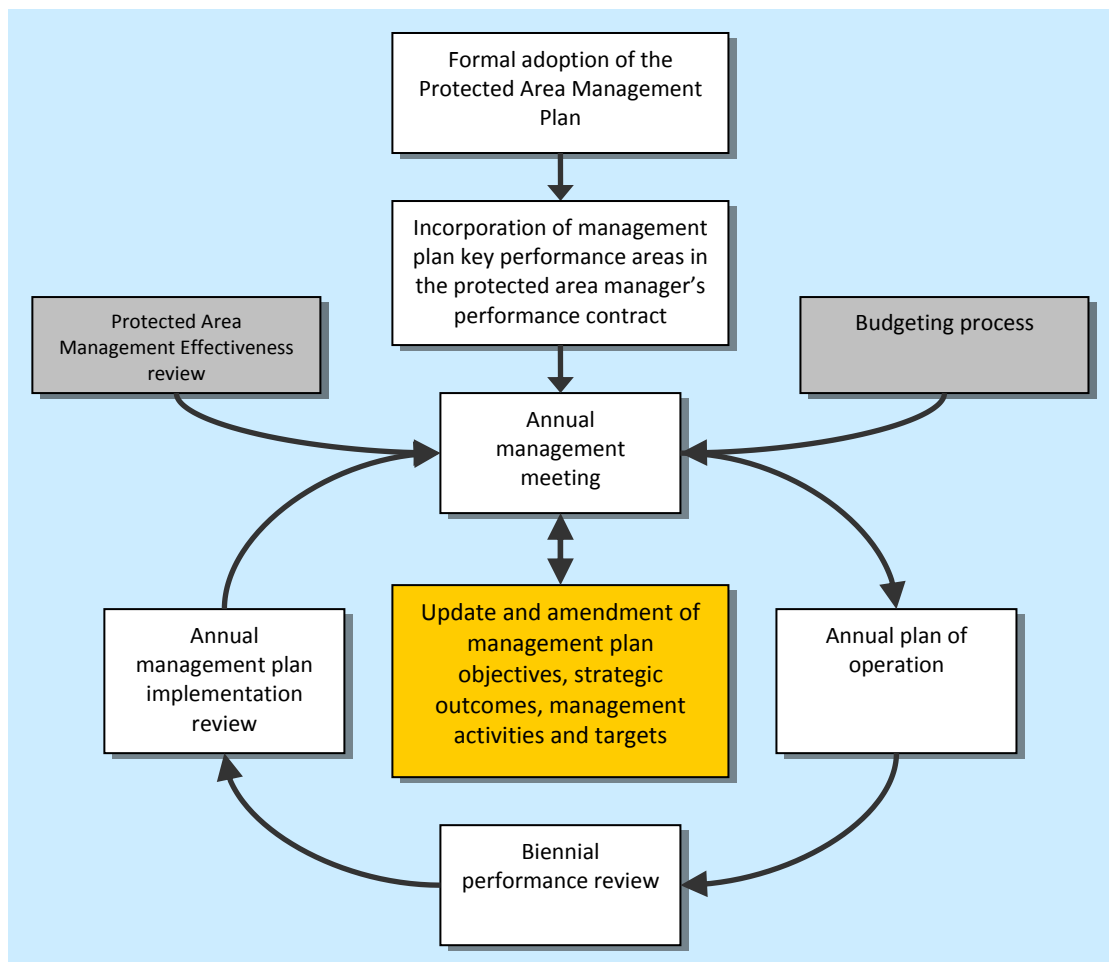 Formal adoption of the
Protected Area Management
Plan
Incorporation of management
plan key performance areas in
the protected area manager’s
performance contract
Protected Area
Management Effectiveness
review
Budgeting process
Annual
management
meeting
Annual
management plan
implementation
review
Update and amendment of
management plan
objectives, strategic
outcomes, management
activities and targets
Annual plan of
operation
Biennial
performance review